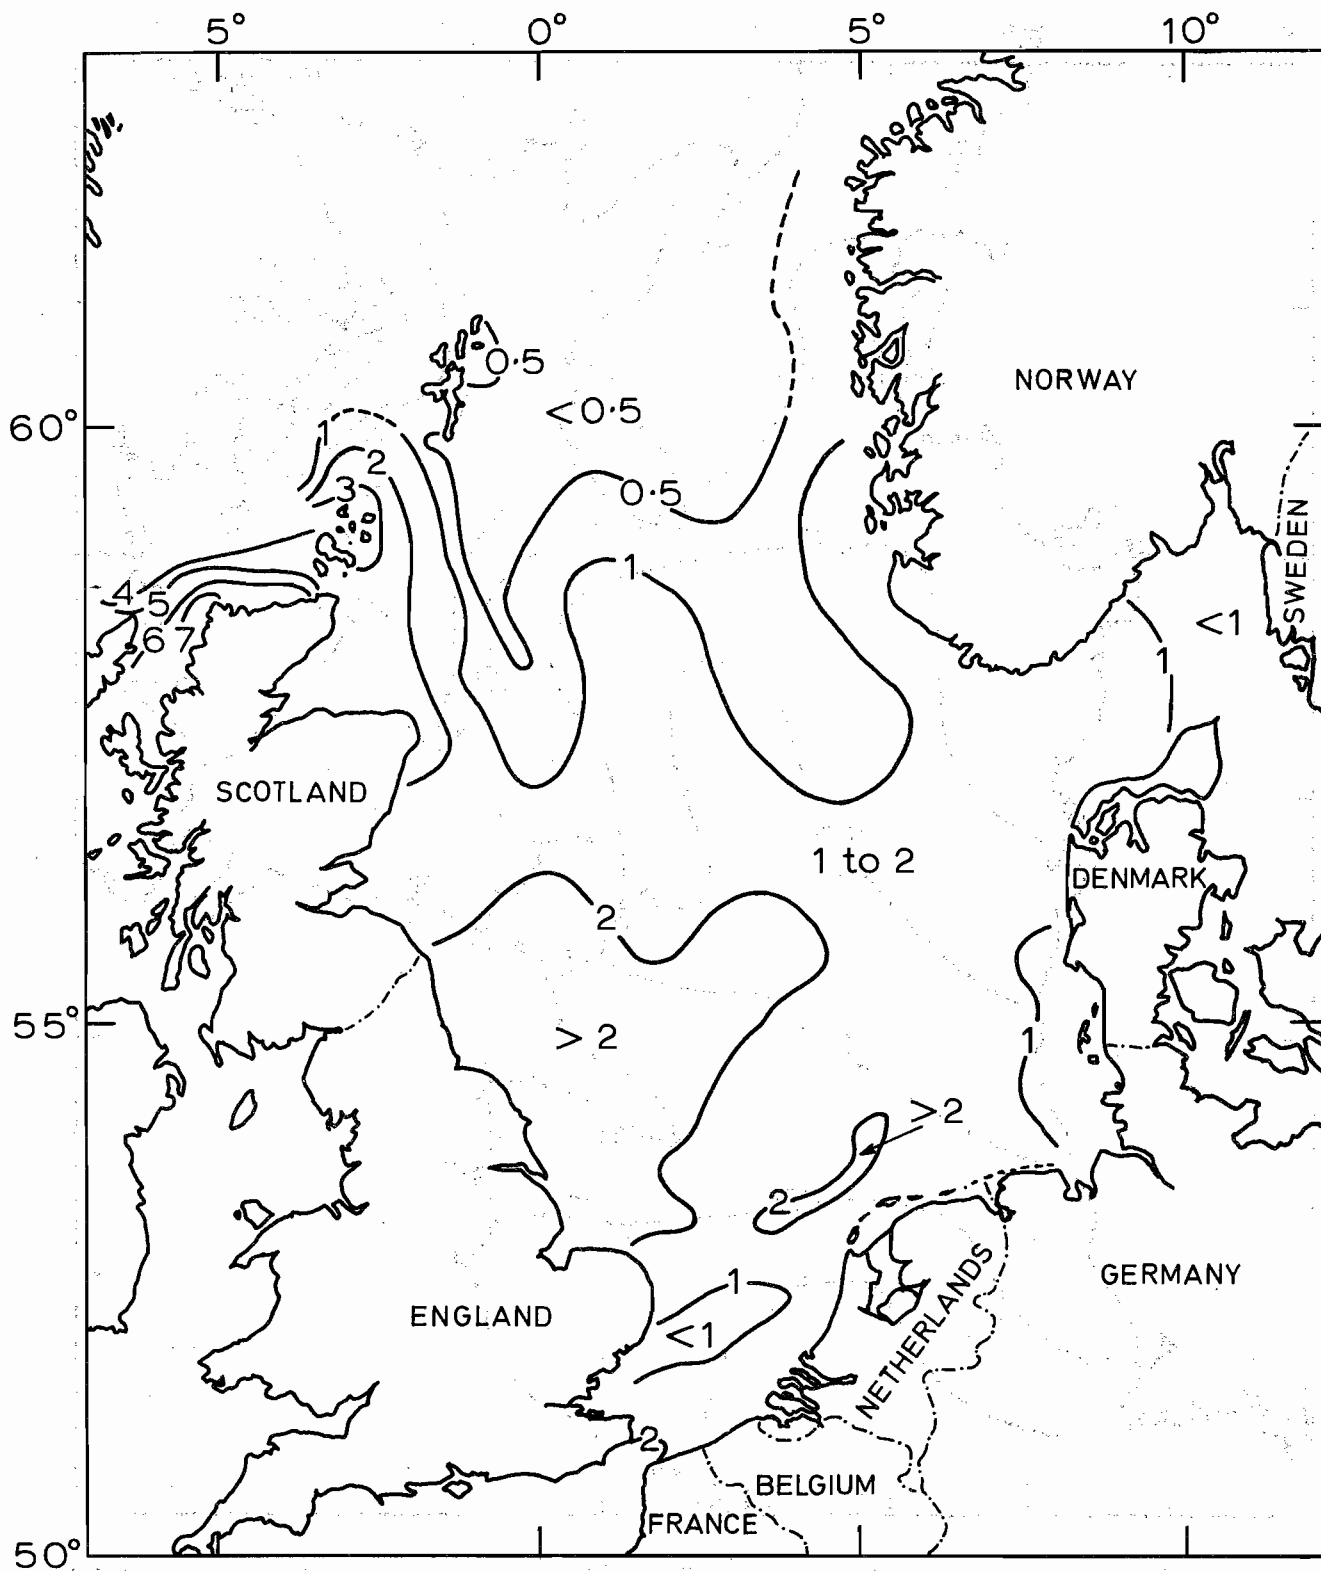 5° 0° 5° 10°
0·5
NORWAY
<0·5
60°
1
2
3
0·5
SWEDEN
1
4
5
<1
6 7
1
SCOTLAND
1 to 2
DENMARK
2
55°
>2
1
>2
2
NETHERLANDS
1
GERMANY
ENGLAND
<1
2
BELGIUM
FRANCE
50°